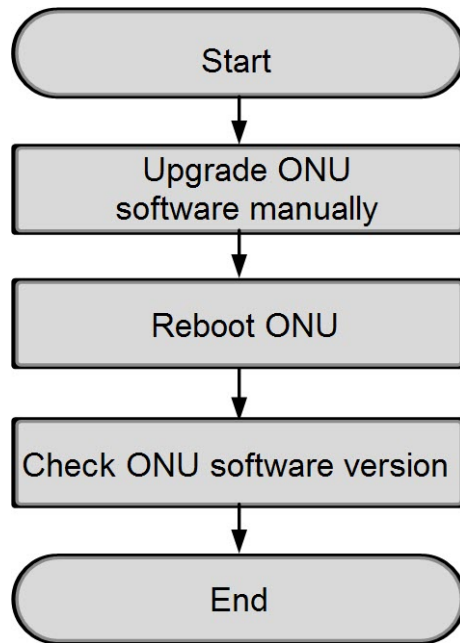 Start
Upgrade ONU
software manually
Reboot ONU
Check ONU software version
End